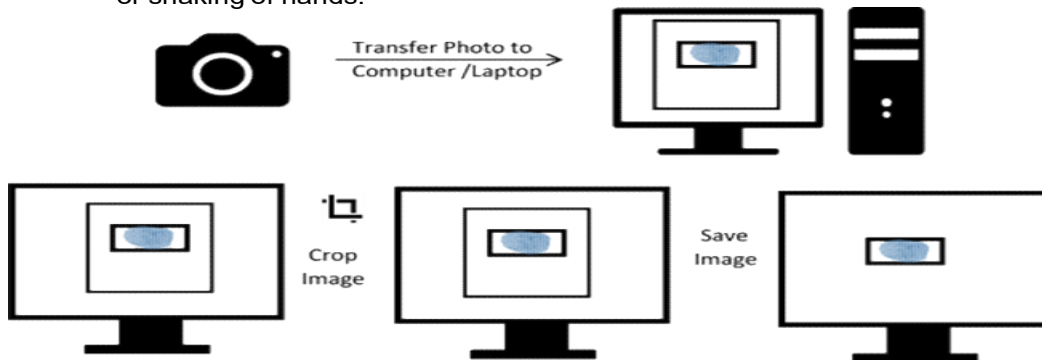 or shaking of hands.
Transfer Photo to
Computer /Laptop
Crop
Image
Save
Image